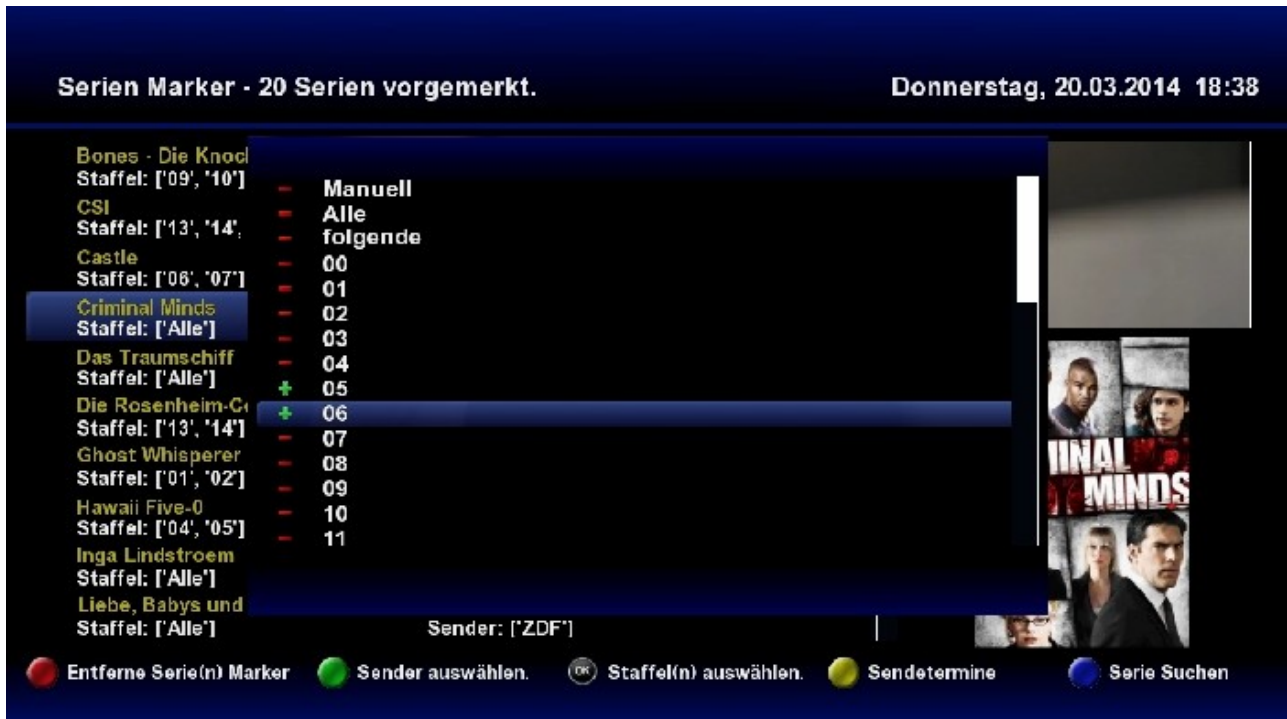 Serien Marker - 20 Serien vorgemerkt.
Donnerstag, 20.03.2014 18:38
Bones - Die Knoc
Staffel: ['09', '10']
CSI
Staffel: ['13', '14',
Castle
Staffel: ['06', '07']
Criminal Minds
Staffel: ['Alle']
Das Traumschiff
Staffel: ['Alle']
Die Rosenheim-C
Staffel: ['13', '14']
Ghost Whisperer
Staffel: ['01', '02']
Hawaii Five-0
Staffel: ['04', '05']
Inga Lindstroem
Staffel: ['Alle']
Liebe, Babys und
Staffel: ['Alle']
Sender: ['ZDF']
- Manuell
- Alle
- folgende
- 00
- 01
- 02
- 03
- 04
+ 05
+ 06
- 07
- 08
- 09
- 10
- 11
INAL
MINDS
Entferne Serie(n) Marker
Sender auswählen.
OK
Staffel(n) auswählen.
Sendetermine
Serie Suchen